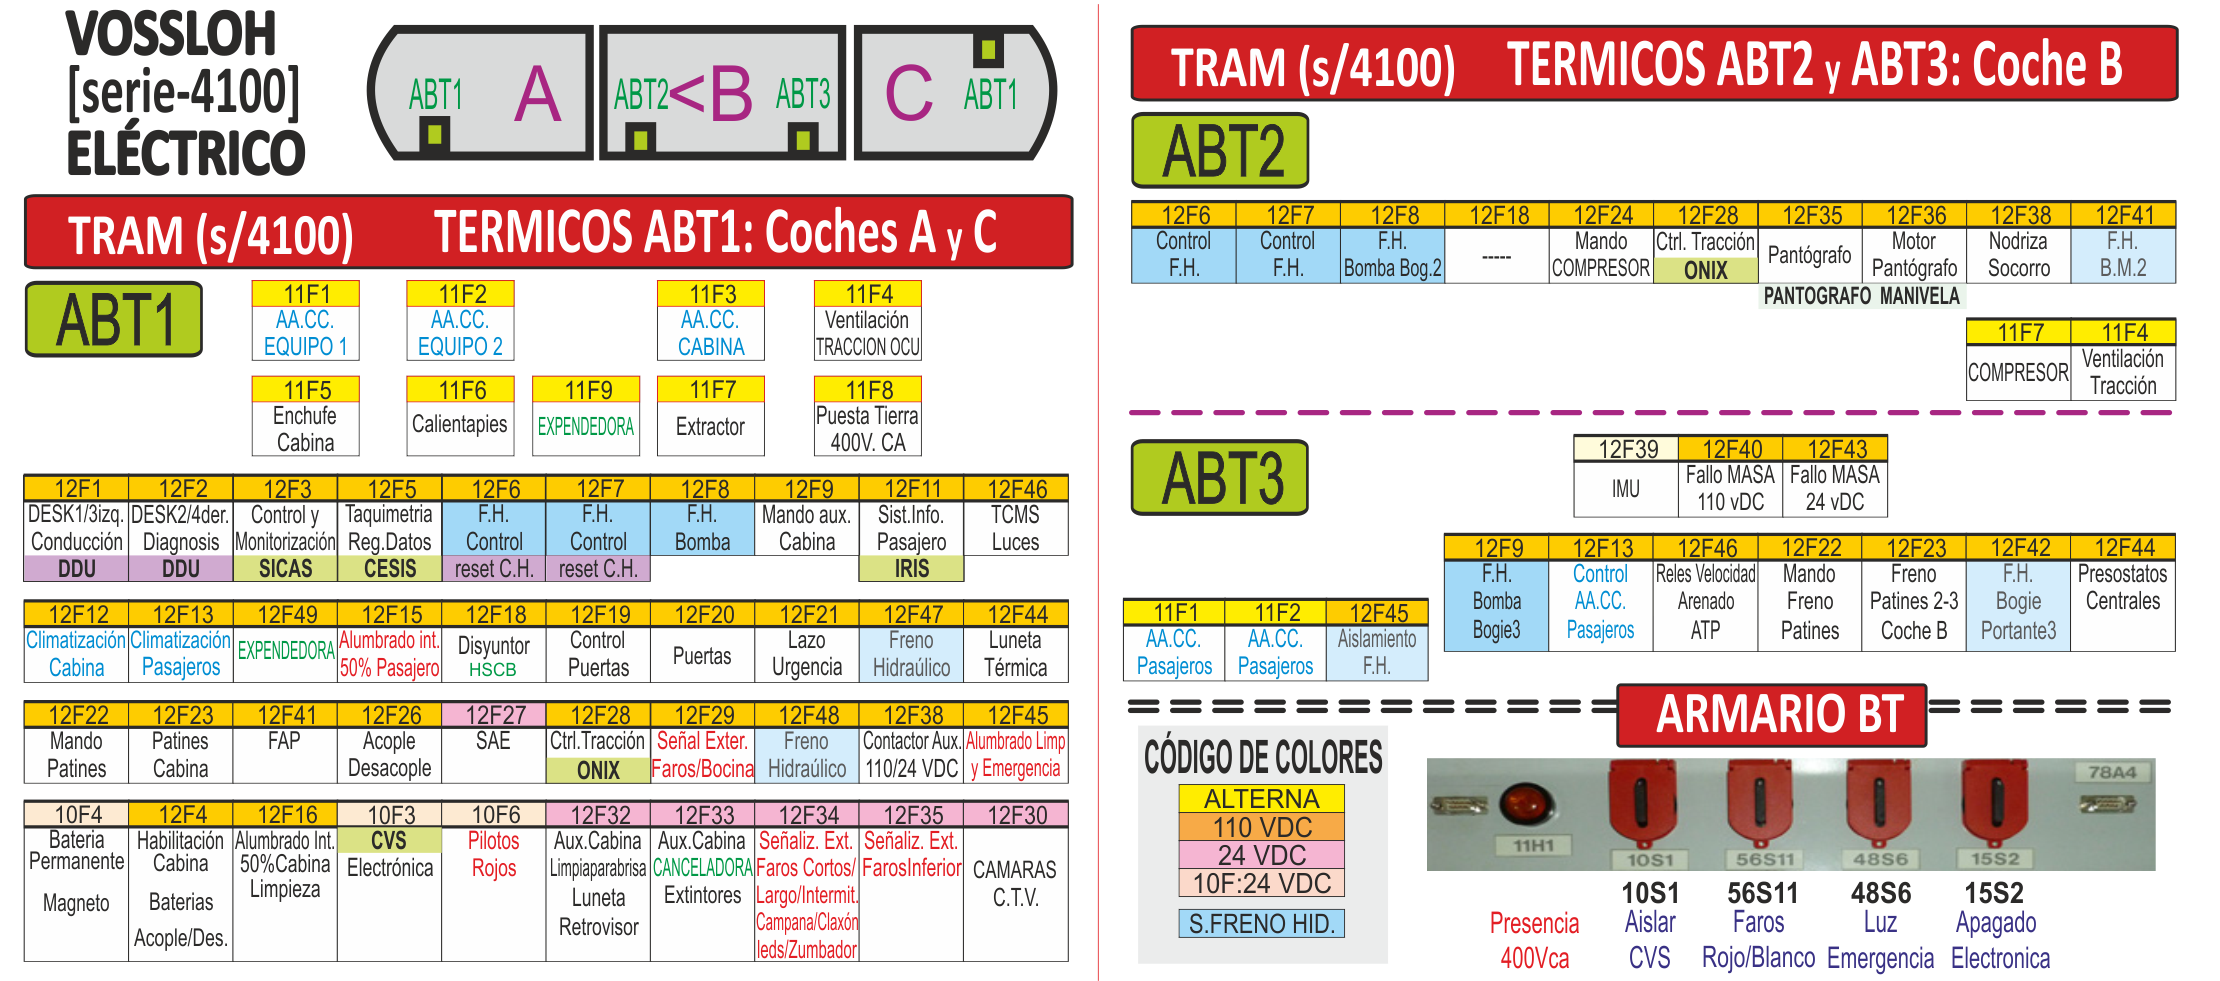 VOSSLOH
[serie-4100]
ELÉCTRICO
ABT1 A ABT2 <B ABT3 C ABT1
TRAM (s/4100) TERMICOS ABT1: Coches A y C
ABT1
11F1 11F2 11F3 11F4
AA.CC. AA.CC. AA.CC. Ventilación
EQUIPO 1 EQUIPO 2 CABINA TRACCION OCU
11F5 11F6 11F9 11F7 11F8
Enchufe Calientapies EXPENDEDORA Extractor Puesta Tierra
Cabina 400V. CA
12F1 12F2 12F3 12F5 12F6 12F7 12F8 12F9 12F11 12F46
DESK1/3izq. DESK2/4der. Control y Taquimetria F.H. F.H. F.H. Mando aux. Sist.Info. TCMS
Conducción Diagnosis Monitorización Reg.Datos Control Control Bomba Cabina Pasajero Luces
DDU DDU SICAS CESIS reset C.H. reset C.H. IRIS
12F12 12F13 12F49 12F15 12F18 12F19 12F20 12F21 12F47 12F44
Climatización Climatización EXPENDEDORA Alumbrado int. Disyuntor Control Puertas Lazo Freno Luneta
Cabina Pasajeros 50% Pasajero HSCB Puertas Urgencia Hidraúlico Térmica
12F22 12F23 12F41 12F26 12F27 12F28 12F29 12F48 12F38 12F45
Mando Patines FAP Acople SAE Ctrl.Tracción Señal Exter. Freno Contactor Aux. Alumbrado Limp
Patines Cabina Desacople ONIX Faros/Bocina Hidraúlico 110/24 VDC y Emergencia
10F4 12F4 12F16 10F3 10F6 12F32 12F33 12F34 12F35 12F30
Bateria Habilitación Alumbrado Int. CVS Pilotos Aux.Cabina Aux.Cabina Señaliz. Ext. Señaliz. Ext.
Permanente Cabina 50%Cabina Electrónica Rojos Limpiaparabrisa CANCELADORA Faros Cortos/ FarosInferior CAMARAS
Magneto Baterias Limpieza Luneta Extintores Largo/Intermit. C.T.V.
Acople/Des. Retrovisor Campana/Claxón
leds/Zumbador
TRAM (s/4100) TERMICOS ABT2 y ABT3: Coche B
ABT2
12F6 12F7 12F8 12F18 12F24 12F28 12F35 12F36 12F38 12F41
Control Control F.H. ----- Mando Ctrl. Tracción Pantógrafo Motor Nodriza F.H.
F.H. F.H. Bomba Bog.2 COMPRESOR ONIX Pantógrafo Socorro B.M.2
PANTOGRAFO MANIVELA
11F7 11F4
COMPRESOR Ventilación
Tracción
ABT3
12F39 12F40 12F43
IMU Fallo MASA Fallo MASA
110 vDC 24 vDC
12F9 12F13 12F46 12F22 12F23 12F42 12F44
F.H. Control Reles Velocidad Mando Freno F.H. Presostatos
Bomba AA.CC. Arenado Freno Patines 2-3 Bogie Centrales
Bogie3 Pasajeros ATP Patines Coche B Portante3
11F1 11F2 12F45
AA.CC. AA.CC. Aislamiento
Pasajeros Pasajeros F.H.
ARMARIO BT
CÓDIGO DE COLORES
ALTERNA
110 VDC
24 VDC
10F:24 VDC
S.FRENO HID.
78A4
11H1 10S1 56S11 48S6 15S2
10S1 56S11 48S6 15S2
Presencia Aislar Faros Luz Apagado
400Vca CVS Rojo/Blanco Emergencia Electronica